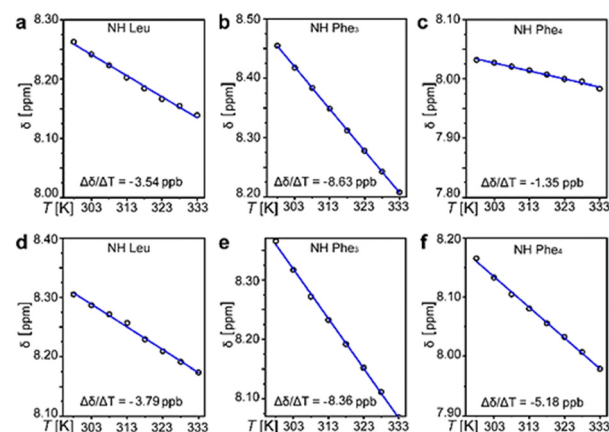 a
NH Leu
8.30
8.20
8.10
8.00
δ [ppm]
Δδ/ΔT = -3.54 ppb
T [K] 303 313 323 333
b
NH Phe₃
8.50
8.40
8.30
8.20
δ [ppm]
Δδ/ΔT = -8.63 ppb
T [K] 303 313 323 333
c
NH Phe₄
8.10
8.00
7.90
7.80
δ [ppm]
Δδ/ΔT = -1.35 ppb
T [K] 303 313 323 333
d
NH Leu
8.40
8.30
8.20
8.10
δ [ppm]
Δδ/ΔT = -3.79 ppb
T [K] 303 313 323 333
e
NH Phe₃
8.30
8.20
8.10
δ [ppm]
Δδ/ΔT = -8.36 ppb
T [K] 303 313 323 333
f
NH Phe₄
8.20
8.10
8.00
7.90
δ [ppm]
Δδ/ΔT = -5.18 ppb
T [K] 303 313 323 333